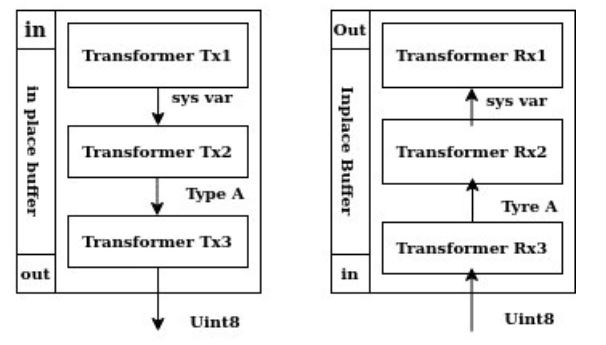 in
Transformer Tx1
sys var
in place buffer
Transformer Tx2
Type A
Transformer Tx3
out
Uint8
Out
Transformer Rx1
sys var
Inplace Buffer
Transformer Rx2
Tyre A
Transformer Rx3
in
Uint8